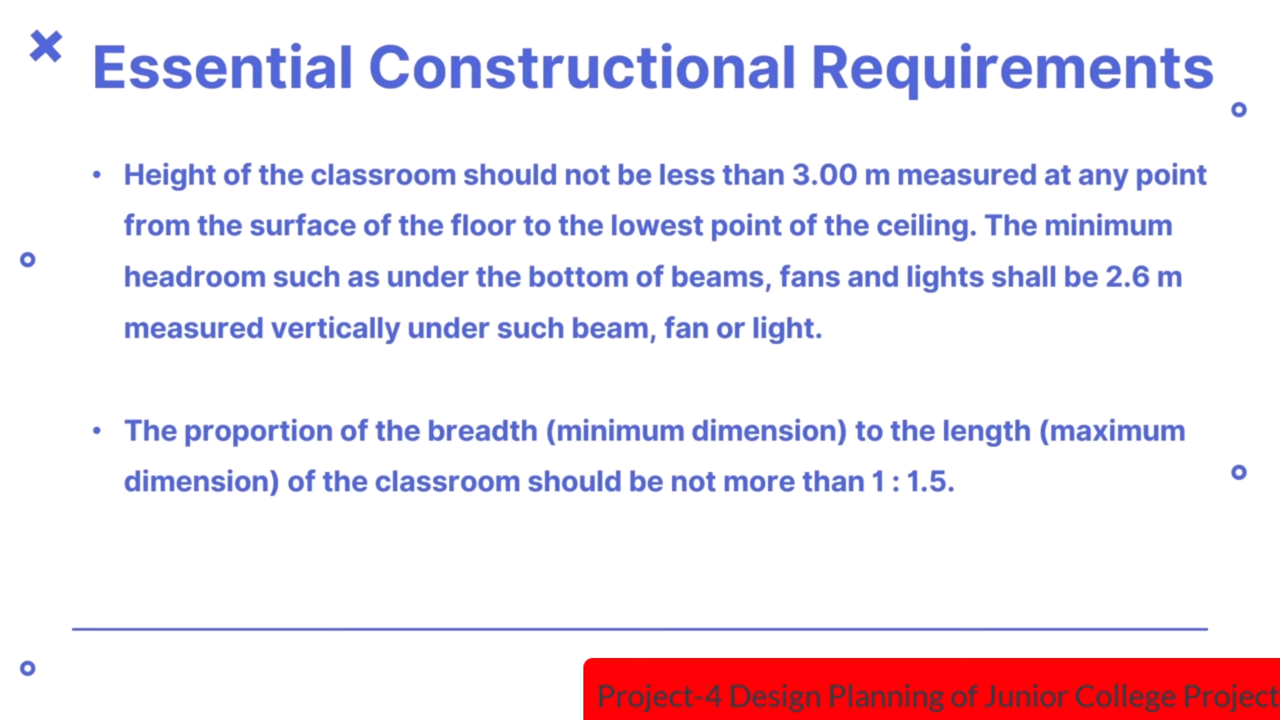 Essential Constructional Requirements
• Height of the classroom should not be less than 3.00 m measured at any point
from the surface of the floor to the lowest point of the ceiling. The minimum
headroom such as under the bottom of beams, fans and lights shall be 2.6 m
measured vertically under such beam, fan or light.
• The proportion of the breadth (minimum dimension) to the length (maximum
dimension) of the classroom should be not more than 1 : 1.5.
Project-4 Design Planning of Junior College Project